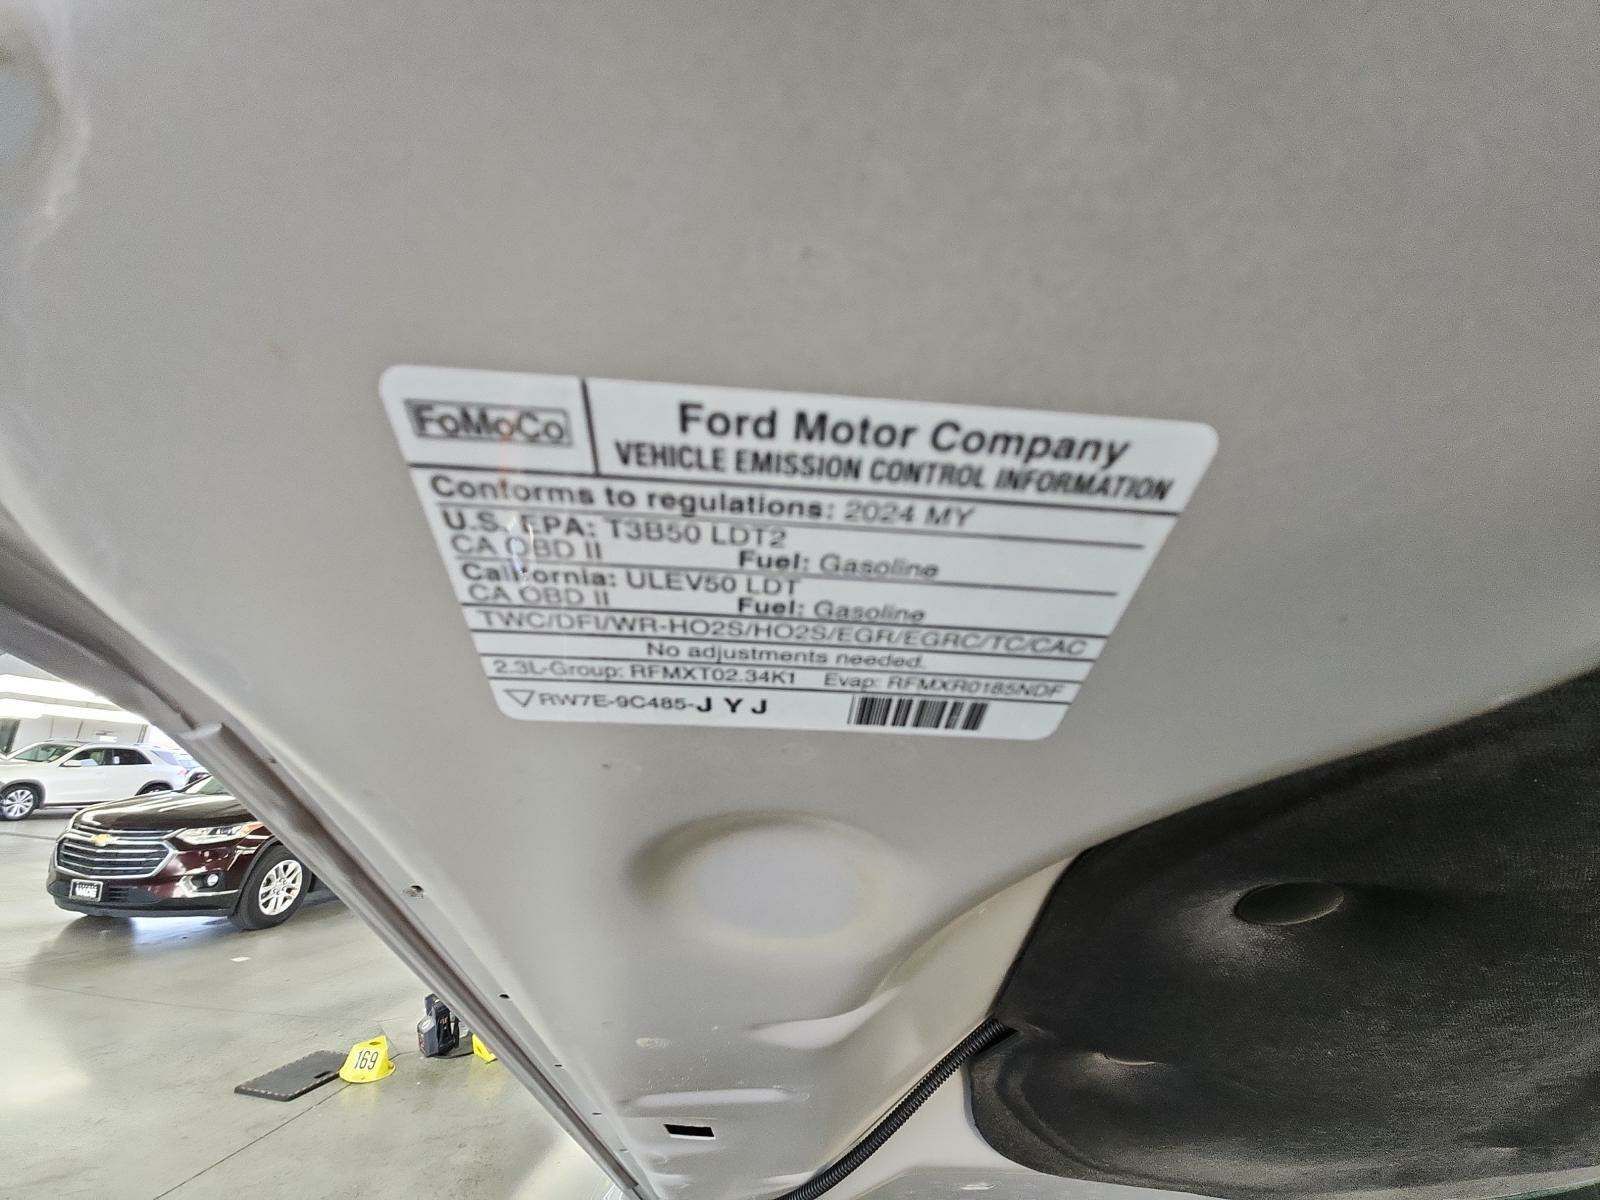 FoMoCo
Ford Motor Company
VEHICLE EMISSION CONTROL INFORMATION
Conforms to regulations: 2024 MY
U.S. EPA: T3B50 LDT2
CA OBD II Fuel: Gasoline
California: ULEV50 LDT
CA OBD II Fuel: Gasoline
TWC/DFI/WR-HO2S/HO2S/EGR/EGRC/TC/CAC
No adjustments needed.
2.3L-Group: RFMXT02.34K1 Evap: RFMXR0185NDF
RW7E-9C485-J Y J
169